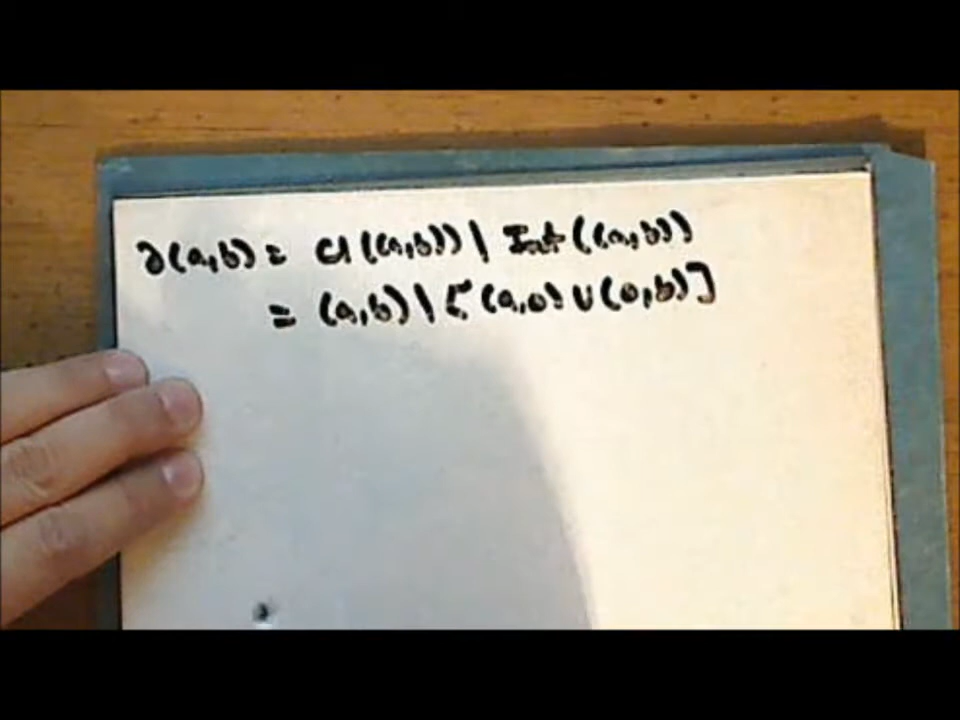 ∂(a,b) = Cl((a,b)) \ Int((a,b))
= (a,b) \ [(a,0) ∪ (0,b)]